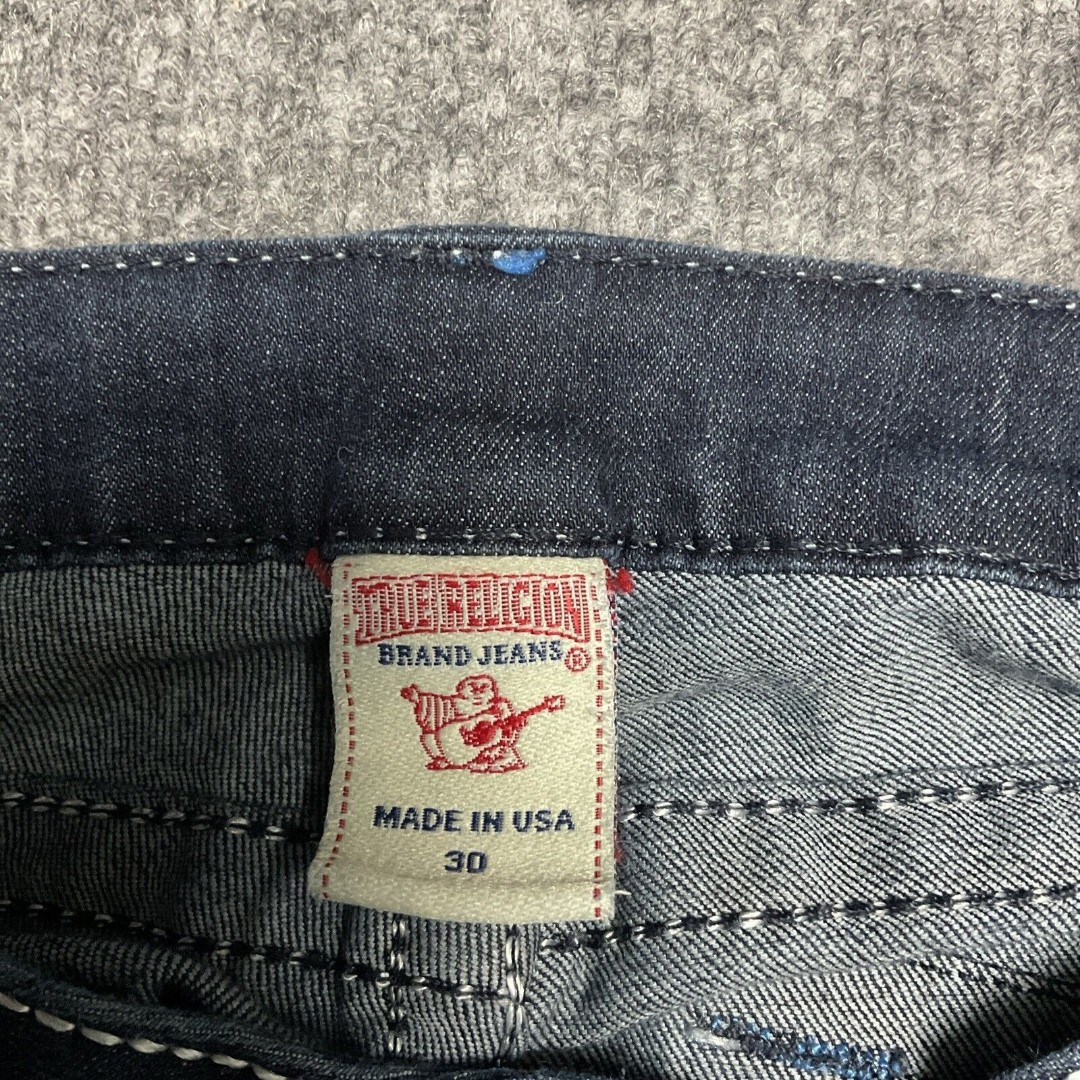 TRUE RELIGION
BRAND JEANS®
MADE IN USA
30